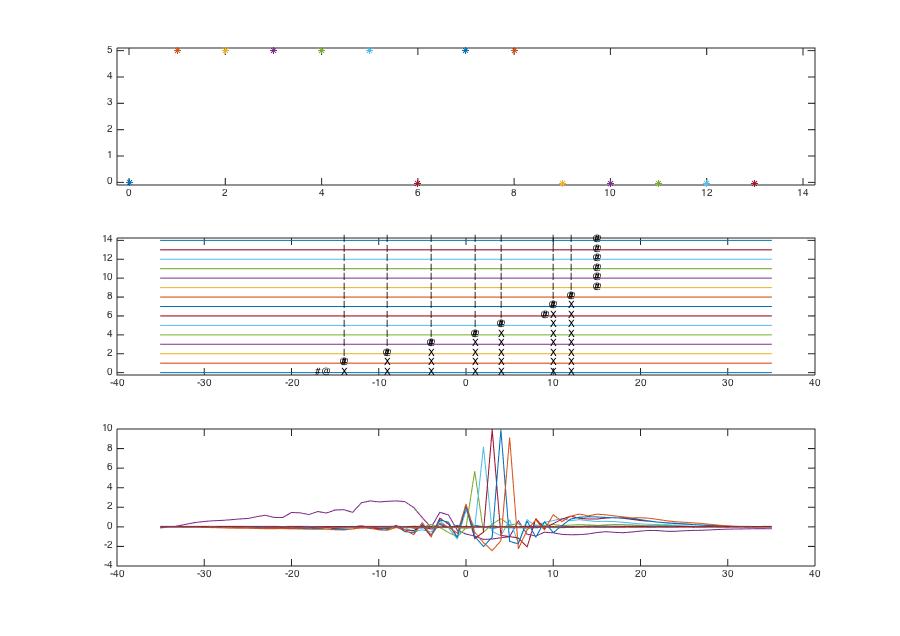 5
4
3
2
1
0
0 2 4 6 8 10 12 14
14 @
@
12 @
@
10 @
@
8 @ X
@ X X
6 @ X X
@ X X
4 @ X X X
@ X X X X
2 @ X X X X X
@ X X X X X X
0 #@ X X X X X X X
-40 -30 -20 -10 0 10 20 30 40
10
8
6
4
2
0
-2
-4
-40 -30 -20 -10 0 10 20 30 40